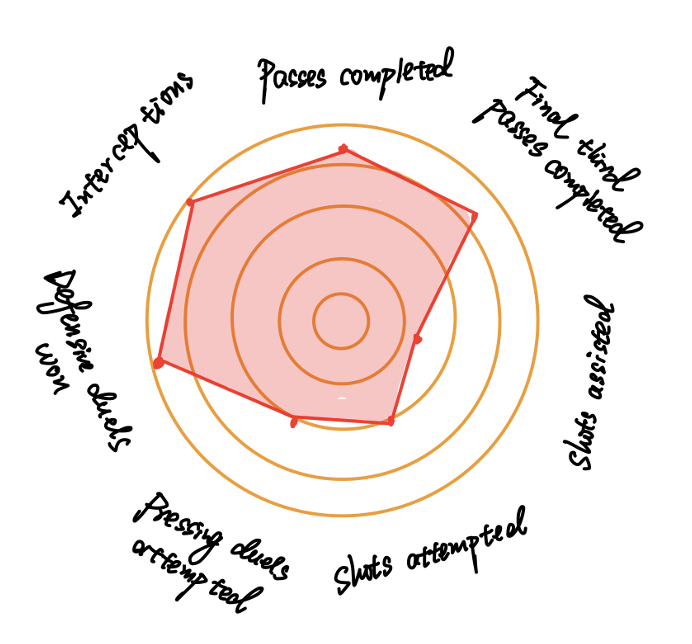 Passes completed
Final third
passes completed
Shots assisted
Shots attempted
Pressing duels
attempted
Defensive duels
won
Interceptions